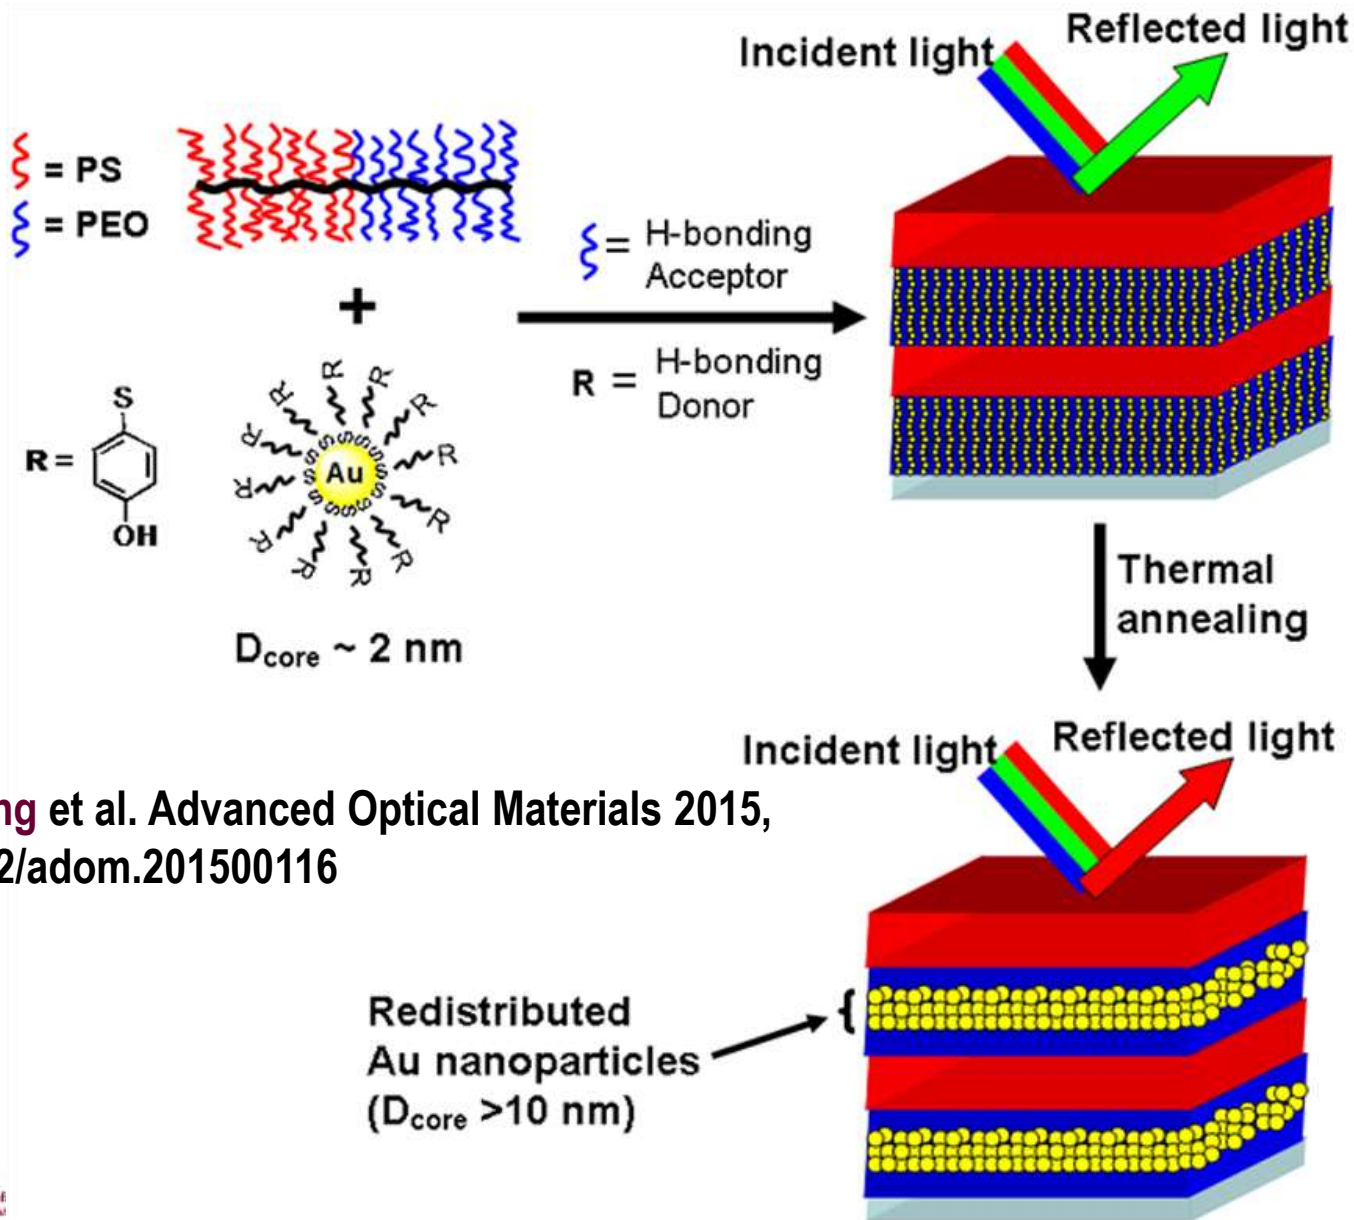 Incident light
Reflected light
= PS
= PEO
= H-bonding
Acceptor
+
R = H-bonding
Donor
S
R =
OH
R R R R R R R R R R R R
S S S S S S S S S S S S S S S S
Au
Dcore ~ 2 nm
Thermal
annealing
Incident light
Reflected light
ng et al. Advanced Optical Materials 2015,
2/adom.201500116
Redistributed
Au nanoparticles
(Dcore >10 nm)
{